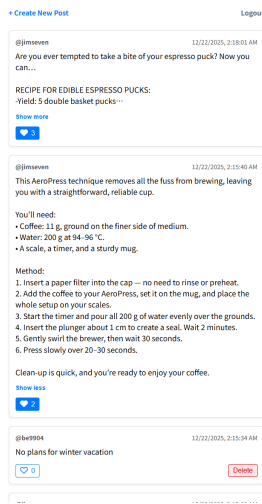 + Create New Post
Logout
@jimseven
12/22/2025, 2:18:01 AM
Are you ever tempted to take a bite of your espresso puck? Now you
can…
RECIPE FOR EDIBLE ESPRESSO PUCKS:
-Yield: 5 double basket pucks…
Show more
3
@jimseven
12/22/2025, 2:15:40 AM
This AeroPress technique removes all the fuss from brewing, leaving
you with a straightforward, reliable cup.
You'll need:
• Coffee: 11 g, ground on the finer side of medium.
• Water: 200 g at 94–96 °C.
• A scale, a timer, and a sturdy mug.
Method:
1. Insert a paper filter into the cap — no need to rinse or preheat.
2. Add the coffee to your AeroPress, set it on the mug, and place the
whole setup on your scales.
3. Start the timer and pour all 200 g of water evenly over the grounds.
4. Insert the plunger about 1 cm to create a seal. Wait 2 minutes.
5. Gently swirl the brewer, then wait 30 seconds.
6. Press slowly over 20–30 seconds.
Clean-up is quick, and you're ready to enjoy your coffee.
Show less
2
@be9904
12/22/2025, 2:15:34 AM
No plans for winter vacation
0
Delete